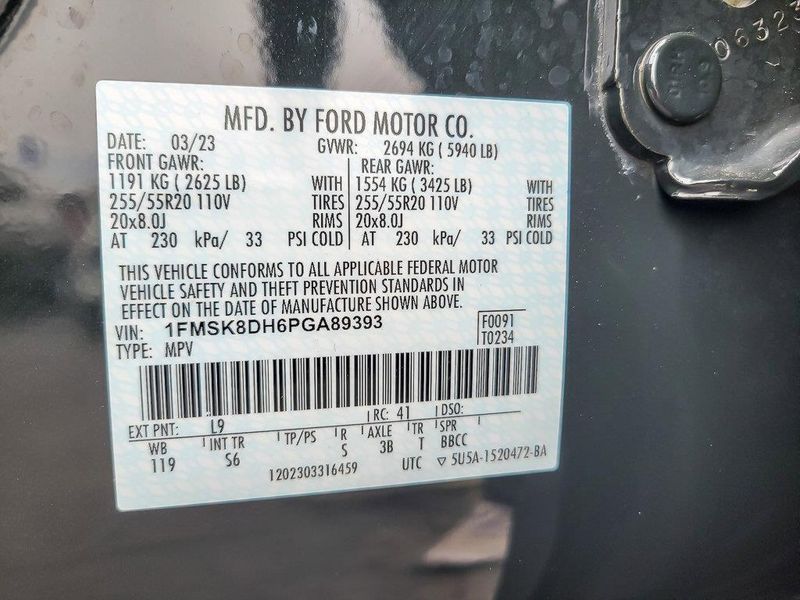 MFD. BY FORD MOTOR CO.
DATE: 03/23 GVWR: 2694 KG ( 5940 LB)
FRONT GAWR: REAR GAWR:
1191 KG ( 2625 LB) WITH 1554 KG ( 3425 LB) WITH
255/55R20 110V TIRES 255/55R20 110V TIRES
20x8.0J RIMS 20x8.0J RIMS
AT 230 kPa/ 33 PSI COLD AT 230 kPa/ 33 PSI COLD
THIS VEHICLE CONFORMS TO ALL APPLICABLE FEDERAL MOTOR
VEHICLE SAFETY AND THEFT PREVENTION STANDARDS IN
EFFECT ON THE DATE OF MANUFACTURE SHOWN ABOVE.
VIN: 1FMSK8DH6PGA89393 F0091
TYPE: MPV T0234
EXT PNT: L9 RC: 41 DSO:
WB INT TR TP/PS R AXLE TR SPR
119 S6 S 3B T BBCC
1202303316459 UTC ▽ 5U5A-1520472-BA
06323